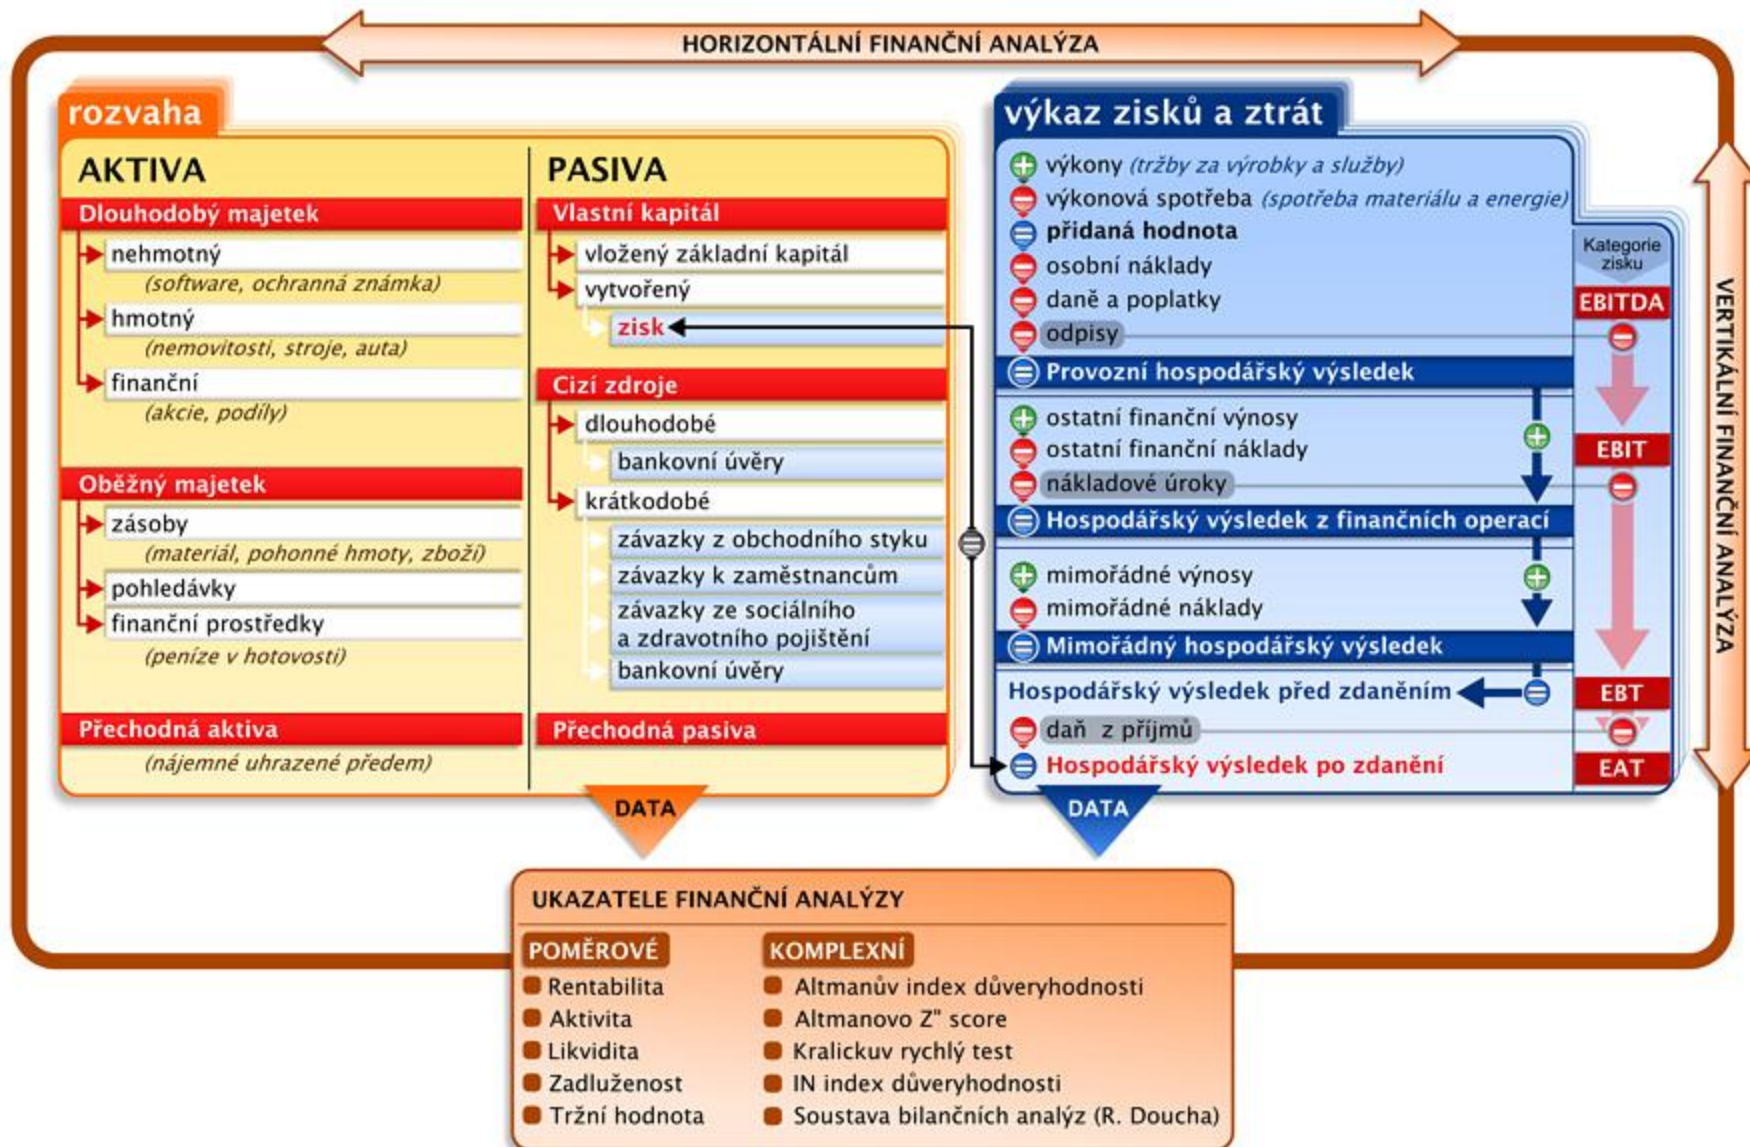 HORIZONTÁLNÍ FINANČNÍ ANALÝZA
rozvaha
AKTIVA
Dlouhodobý majetek
nehmotný
(software, ochranná známka)
hmotný
(nemovitosti, stroje, auta)
finanční
(akcie, podíly)
Oběžný majetek
zásoby
(materiál, pohonné hmoty, zboží)
pohledávky
finanční prostředky
(peníze v hotovosti)
Přechodná aktiva
(nájemné uhrazené předem)
PASIVA
Vlastní kapitál
vložený základní kapitál
vytvořený
zisk
Cizí zdroje
dlouhodobé
bankovní úvěry
krátkodobé
závazky z obchodního styku
závazky k zaměstnancům
závazky ze sociálního
a zdravotního pojištění
bankovní úvěry
Přechodná pasiva
DATA
výkaz zisků a ztrát
výkony (tržby za výrobky a služby)
výkonová spotřeba (spotřeba materiálu a energie)
přidaná hodnota
osobní náklady
daně a poplatky
odpisy
Provozní hospodářský výsledek
ostatní finanční výnosy
ostatní finanční náklady
nákladové úroky
Hospodářský výsledek z finančních operací
mimořádné výnosy
mimořádné náklady
Mimořádný hospodářský výsledek
Hospodářský výsledek před zdaněním
daň z příjmů
Hospodářský výsledek po zdanění
Kategorie
zisku
EBITDA
EBIT
EBT
EAT
DATA
VERTIKÁLNÍ FINANČNÍ ANALÝZA
UKAZATELE FINANČNÍ ANALÝZY
POMĚROVÉ
Rentabilita
Aktivita
Likvidita
Zadluženost
Tržní hodnota
KOMPLEXNÍ
Altmanův index důveryhodnosti
Altmanovo Z" score
Kralickuv rychlý test
IN index důveryhodnosti
Soustava bilančních analýz (R. Doucha)